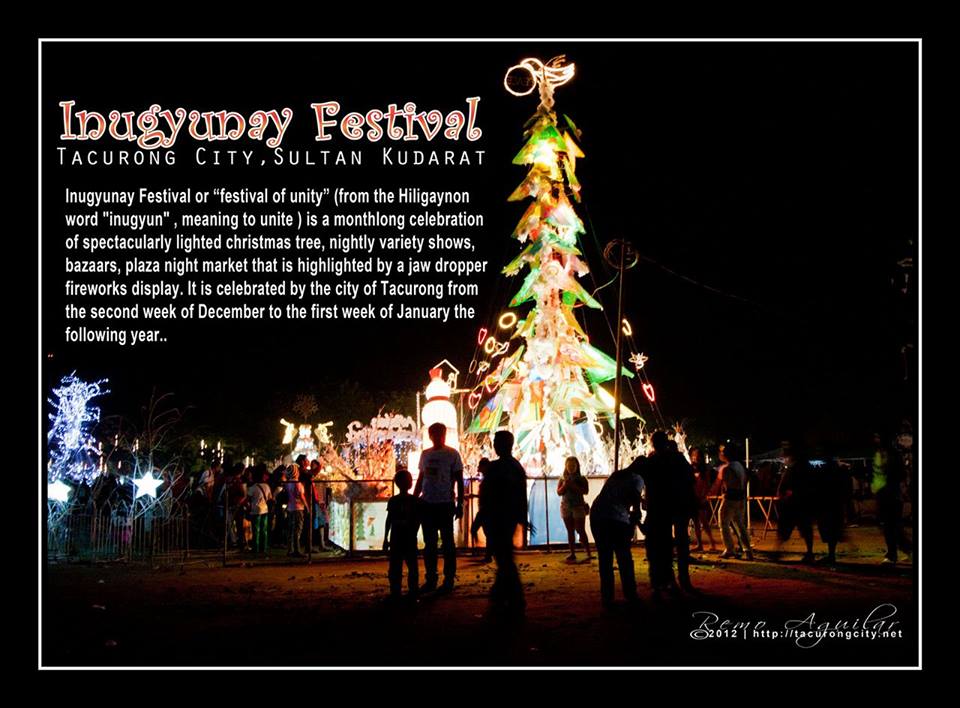 Inugyunay Festival
TACURONG CITY, SULTAN KUDARAT
Inugyunay Festival or “festival of unity” (from the Hiligaynon
word "inugyun" , meaning to unite ) is a monthlong celebration
of spectacularly lighted christmas tree, nightly variety shows,
bazaars, plaza night market that is highlighted by a jaw dropper
fireworks display. It is celebrated by the city of Tacurong from
the second week of December to the first week of January the
following year..
Remo Aguilar
©2012 | http://tacurongcity.net